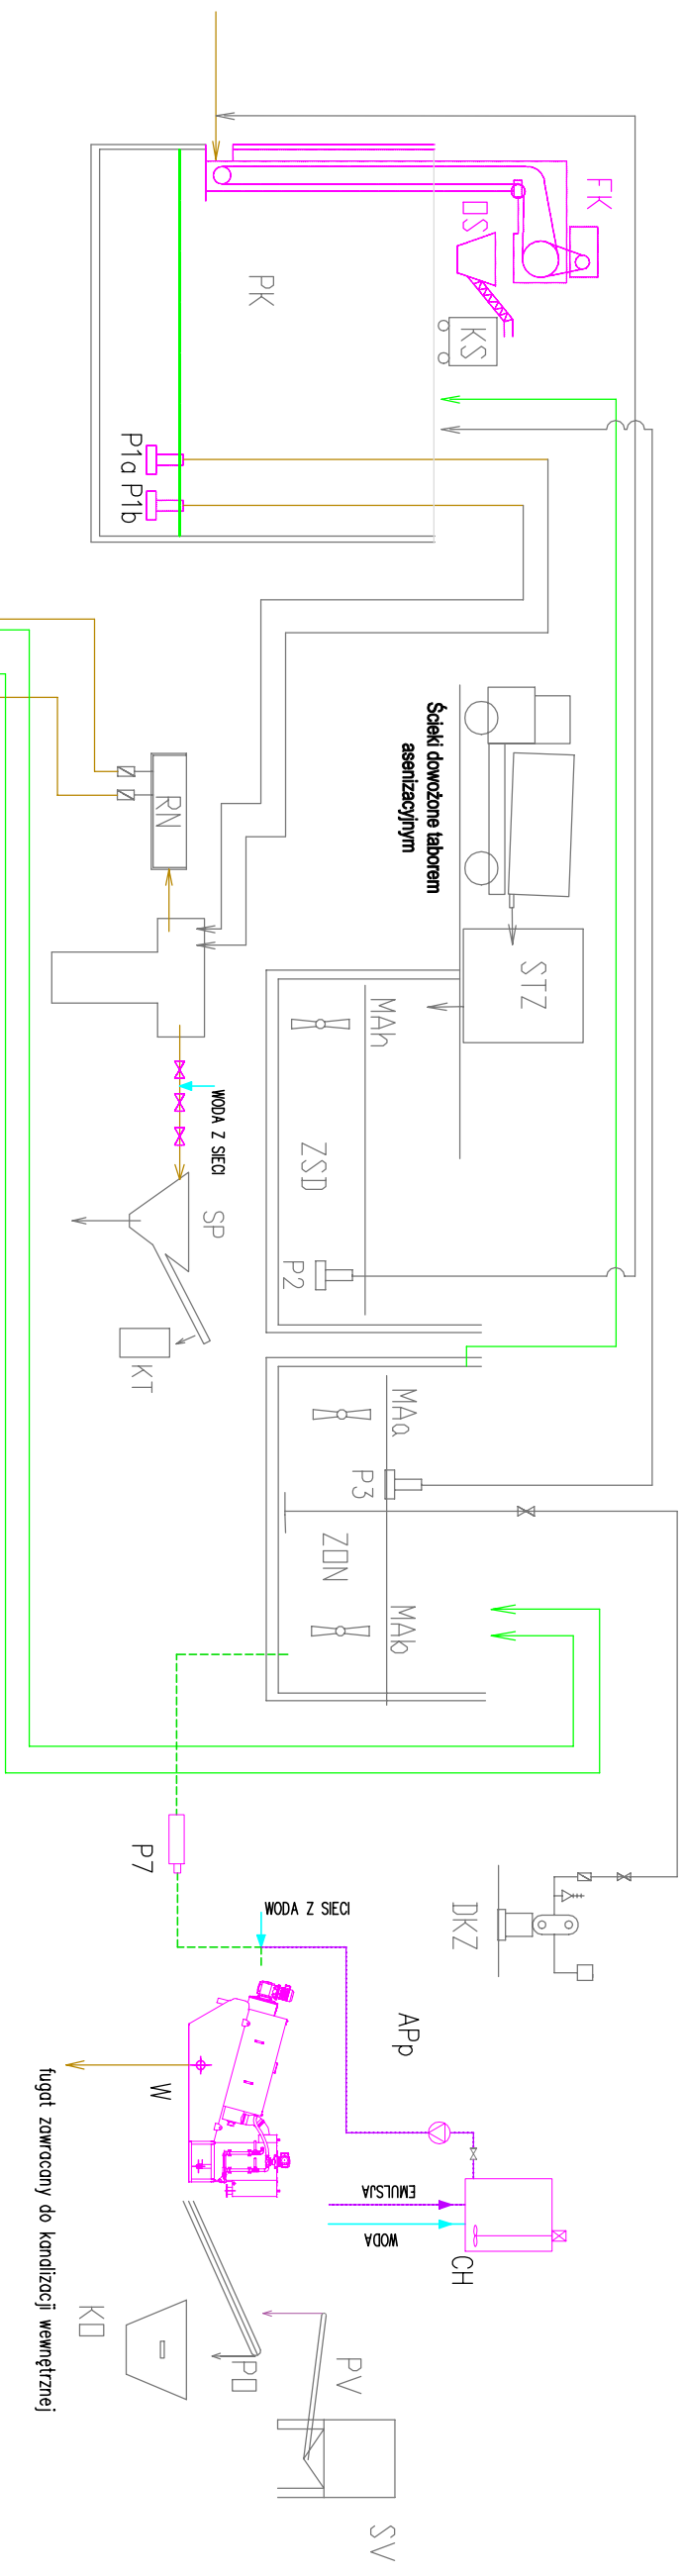 FK
OS
KS
PK
P1a P1b
Ścieki dowożone taborem
asenizacyjnym
STZ
RN
MAh
ZSD
P2
WODA Z SIECI
SP
KT
MAa
P3
ZON
MAb
P7
DKZ
WODA Z SIECI
APp
W
EMULSJA
WODA
CH
fugat zawracany do kanalizacji wewnętrznej
KO
PO
PV
SV